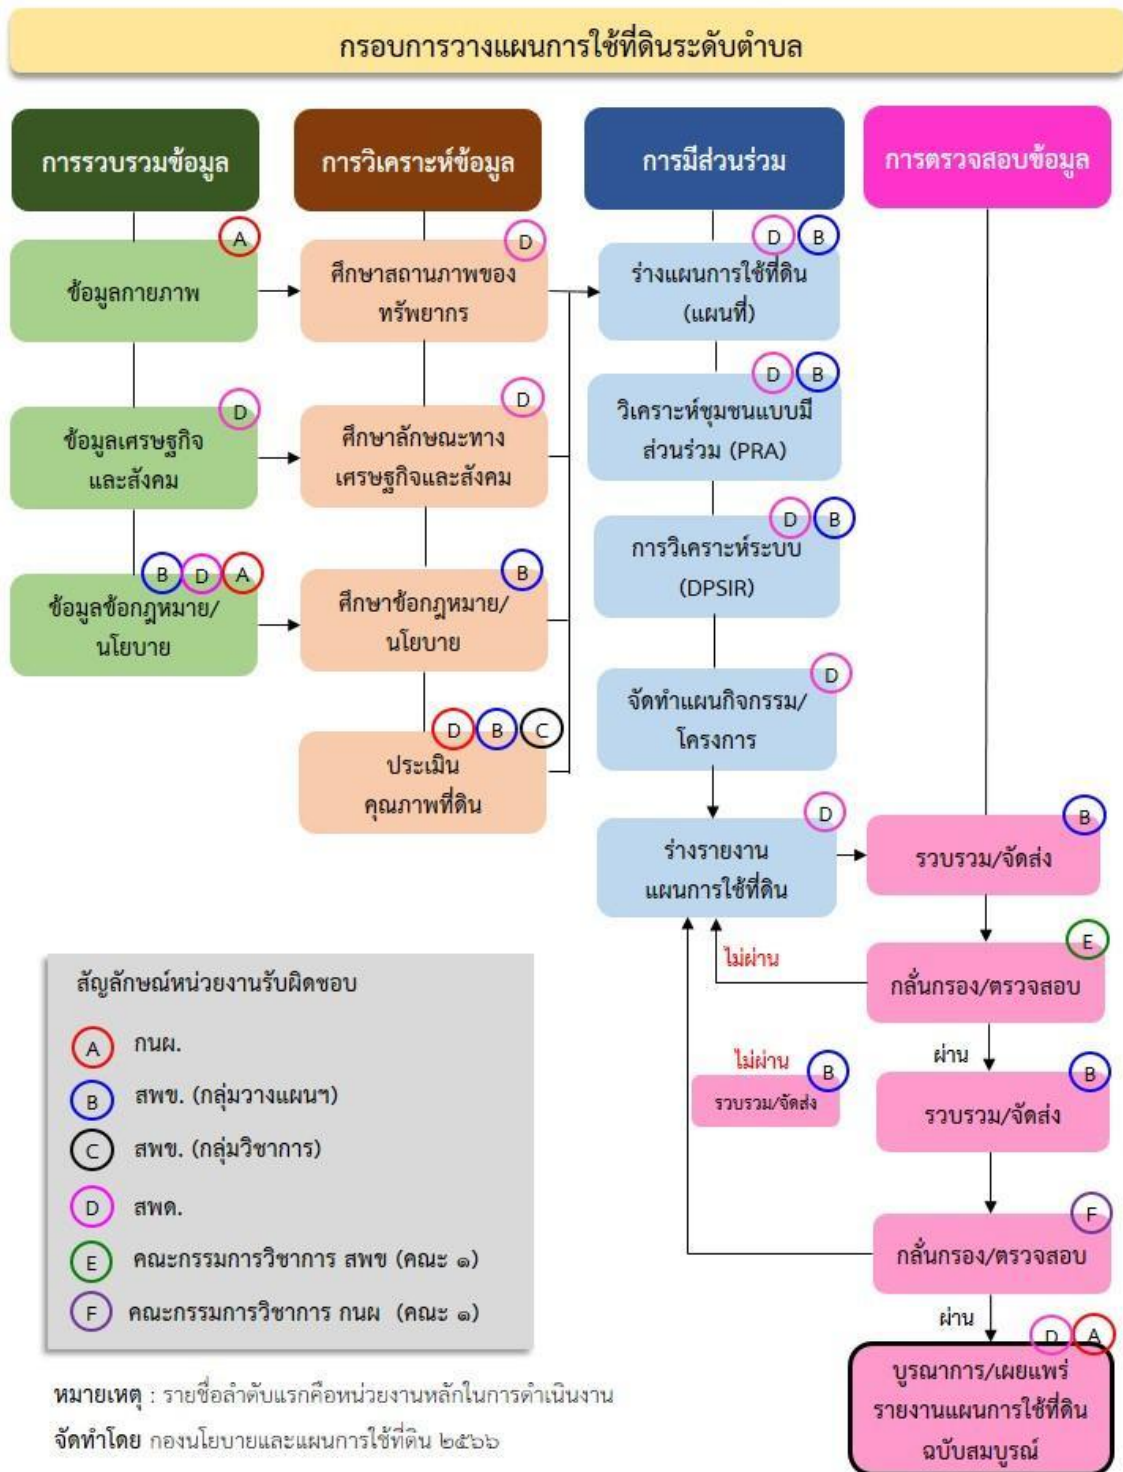 กรอบการวางแผนการใช้ที่ดินระดับตำบล
การรวบรวมข้อมูล
การวิเคราะห์ข้อมูล
การมีส่วนร่วม
การตรวจสอบข้อมูล
A
ข้อมูลกายภาพ
D
ข้อมูลเศรษฐกิจ
และสังคม
B D A
ข้อมูลข้อกฎหมาย/
นโยบาย
D
ศึกษาสถานภาพของ
ทรัพยากร
D
ศึกษาลักษณะทาง
เศรษฐกิจและสังคม
B
ศึกษาข้อกฎหมาย/
นโยบาย
D B C
ประเมิน
คุณภาพที่ดิน
D B
ร่างแผนการใช้ที่ดิน
(แผนที่)
D B
วิเคราะห์ชุมชนแบบมี
ส่วนร่วม (PRA)
D B
การวิเคราะห์ระบบ
(DPSIR)
D
จัดทำแผนกิจกรรม/
โครงการ
D
ร่างรายงาน
แผนการใช้ที่ดิน
B
รวบรวม/จัดส่ง
E
กลั่นกรอง/ตรวจสอบ
ไม่ผ่าน
ผ่าน
B
รวบรวม/จัดส่ง
ไม่ผ่าน
B
รวบรวม/จัดส่ง
F
กลั่นกรอง/ตรวจสอบ
ผ่าน
D A
บูรณาการ/เผยแพร่
รายงานแผนการใช้ที่ดิน
ฉบับสมบูรณ์
สัญลักษณ์หน่วยงานรับผิดชอบ
A กนผ.
B สพข. (กลุ่มวางแผนฯ)
C สพข. (กลุ่มวิชาการ)
D สพด.
E คณะกรรมการวิชาการ สพข (คณะ ๑)
F คณะกรรมการวิชาการ กนผ (คณะ ๑)
หมายเหตุ : รายชื่อลำดับแรกคือหน่วยงานหลักในการดำเนินงาน
จัดทำโดย กองนโยบายและแผนการใช้ที่ดิน ๒๕๖๖